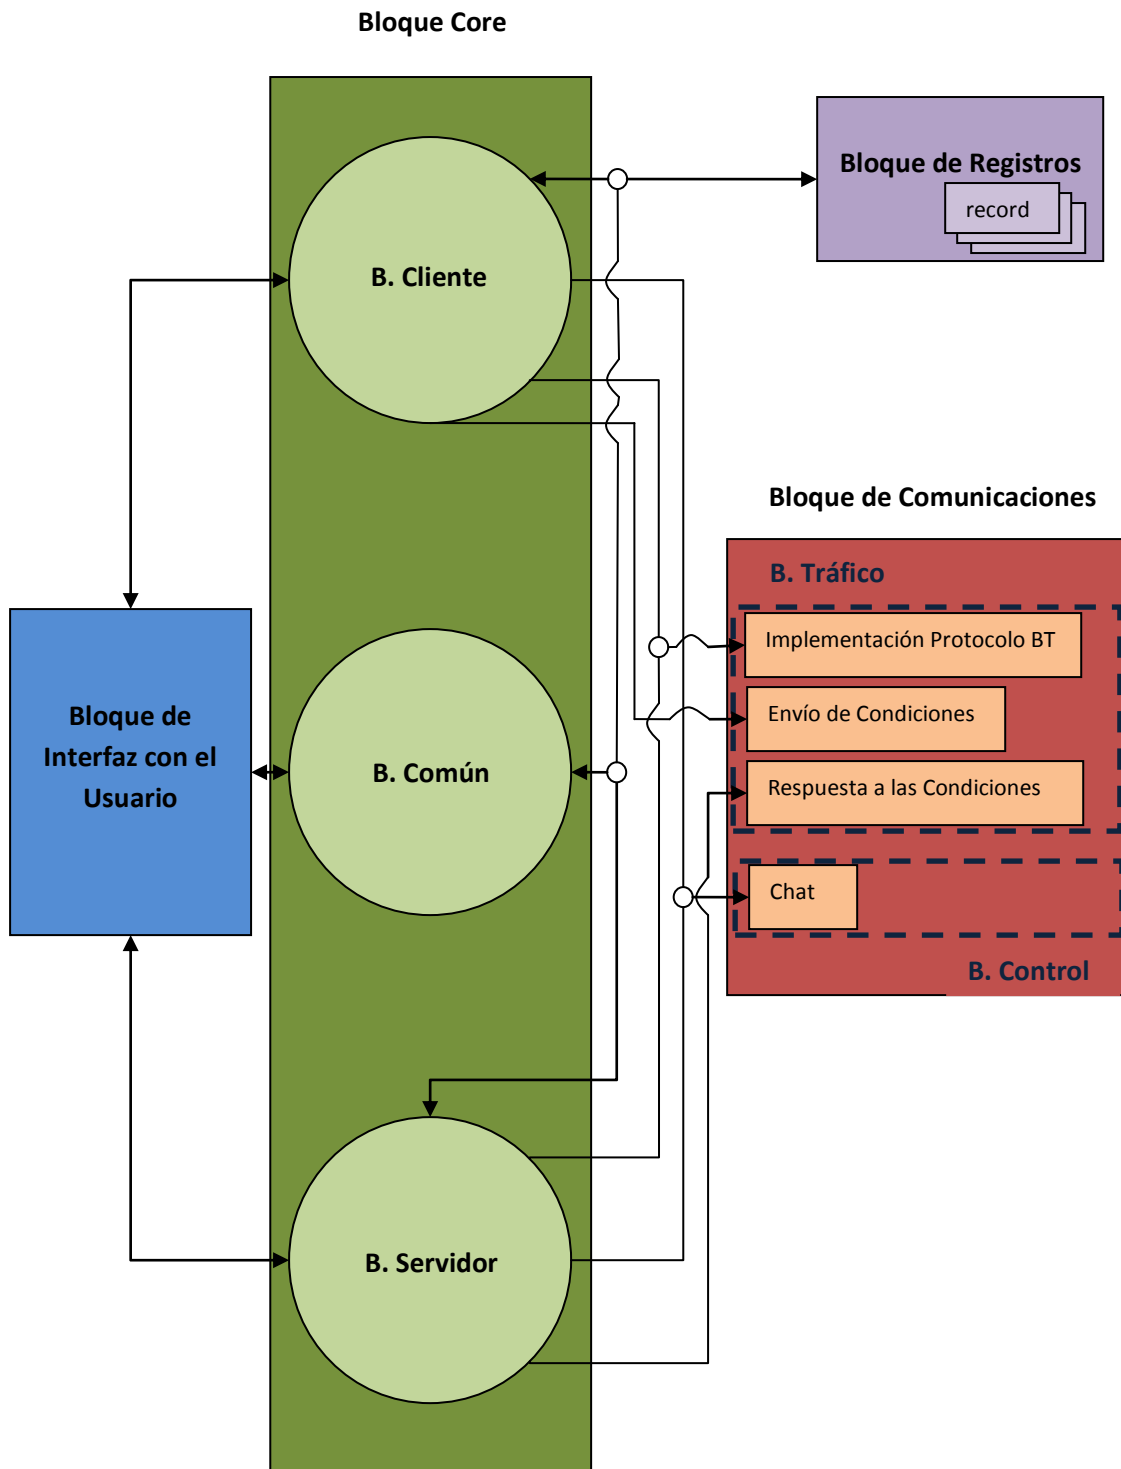 Bloque Core
Bloque de Registros
record
B. Cliente
Bloque de Comunicaciones
B. Tráfico
Implementación Protocolo BT
Envío de Condiciones
Respuesta a las Condiciones
Chat
B. Control
Bloque de
Interfaz con el
Usuario
B. Común
B. Servidor